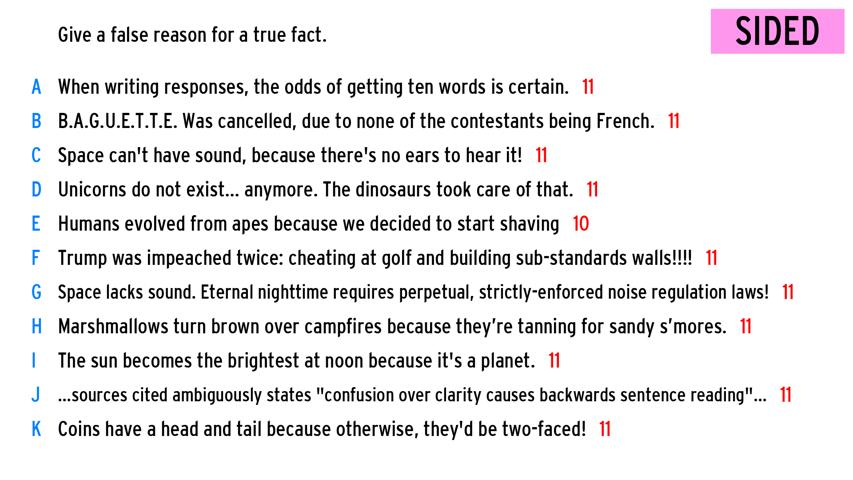 Give a false reason for a true fact.
SIDED
A When writing responses, the odds of getting ten words is certain. 11
B B.A.G.U.E.T.T.E. Was cancelled, due to none of the contestants being French. 11
C Space can't have sound, because there's no ears to hear it! 11
D Unicorns do not exist... anymore. The dinosaurs took care of that. 11
E Humans evolved from apes because we decided to start shaving 10
F Trump was impeached twice: cheating at golf and building sub-standards walls!!!! 11
G Space lacks sound. Eternal nighttime requires perpetual, strictly-enforced noise regulation laws! 11
H Marshmallows turn brown over campfires because they’re tanning for sandy s’mores. 11
I The sun becomes the brightest at noon because it's a planet. 11
J ...sources cited ambiguously states "confusion over clarity causes backwards sentence reading"... 11
K Coins have a head and tail because otherwise, they'd be two-faced! 11